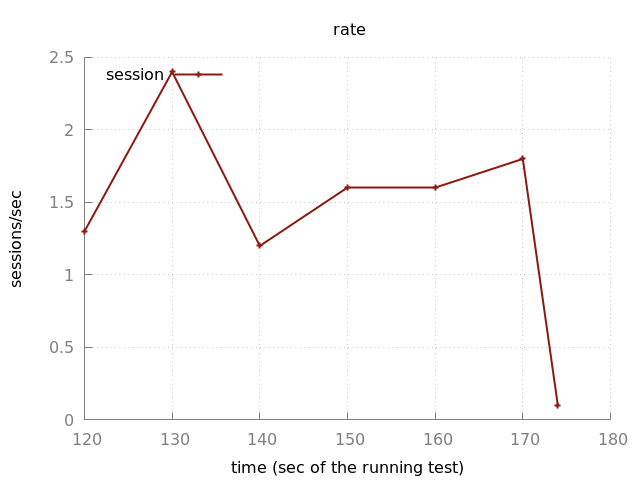 rate
2.5
session
2
1.5
1
0.5
0
sessions/sec
120 130 140 150 160 170 180
time (sec of the running test)